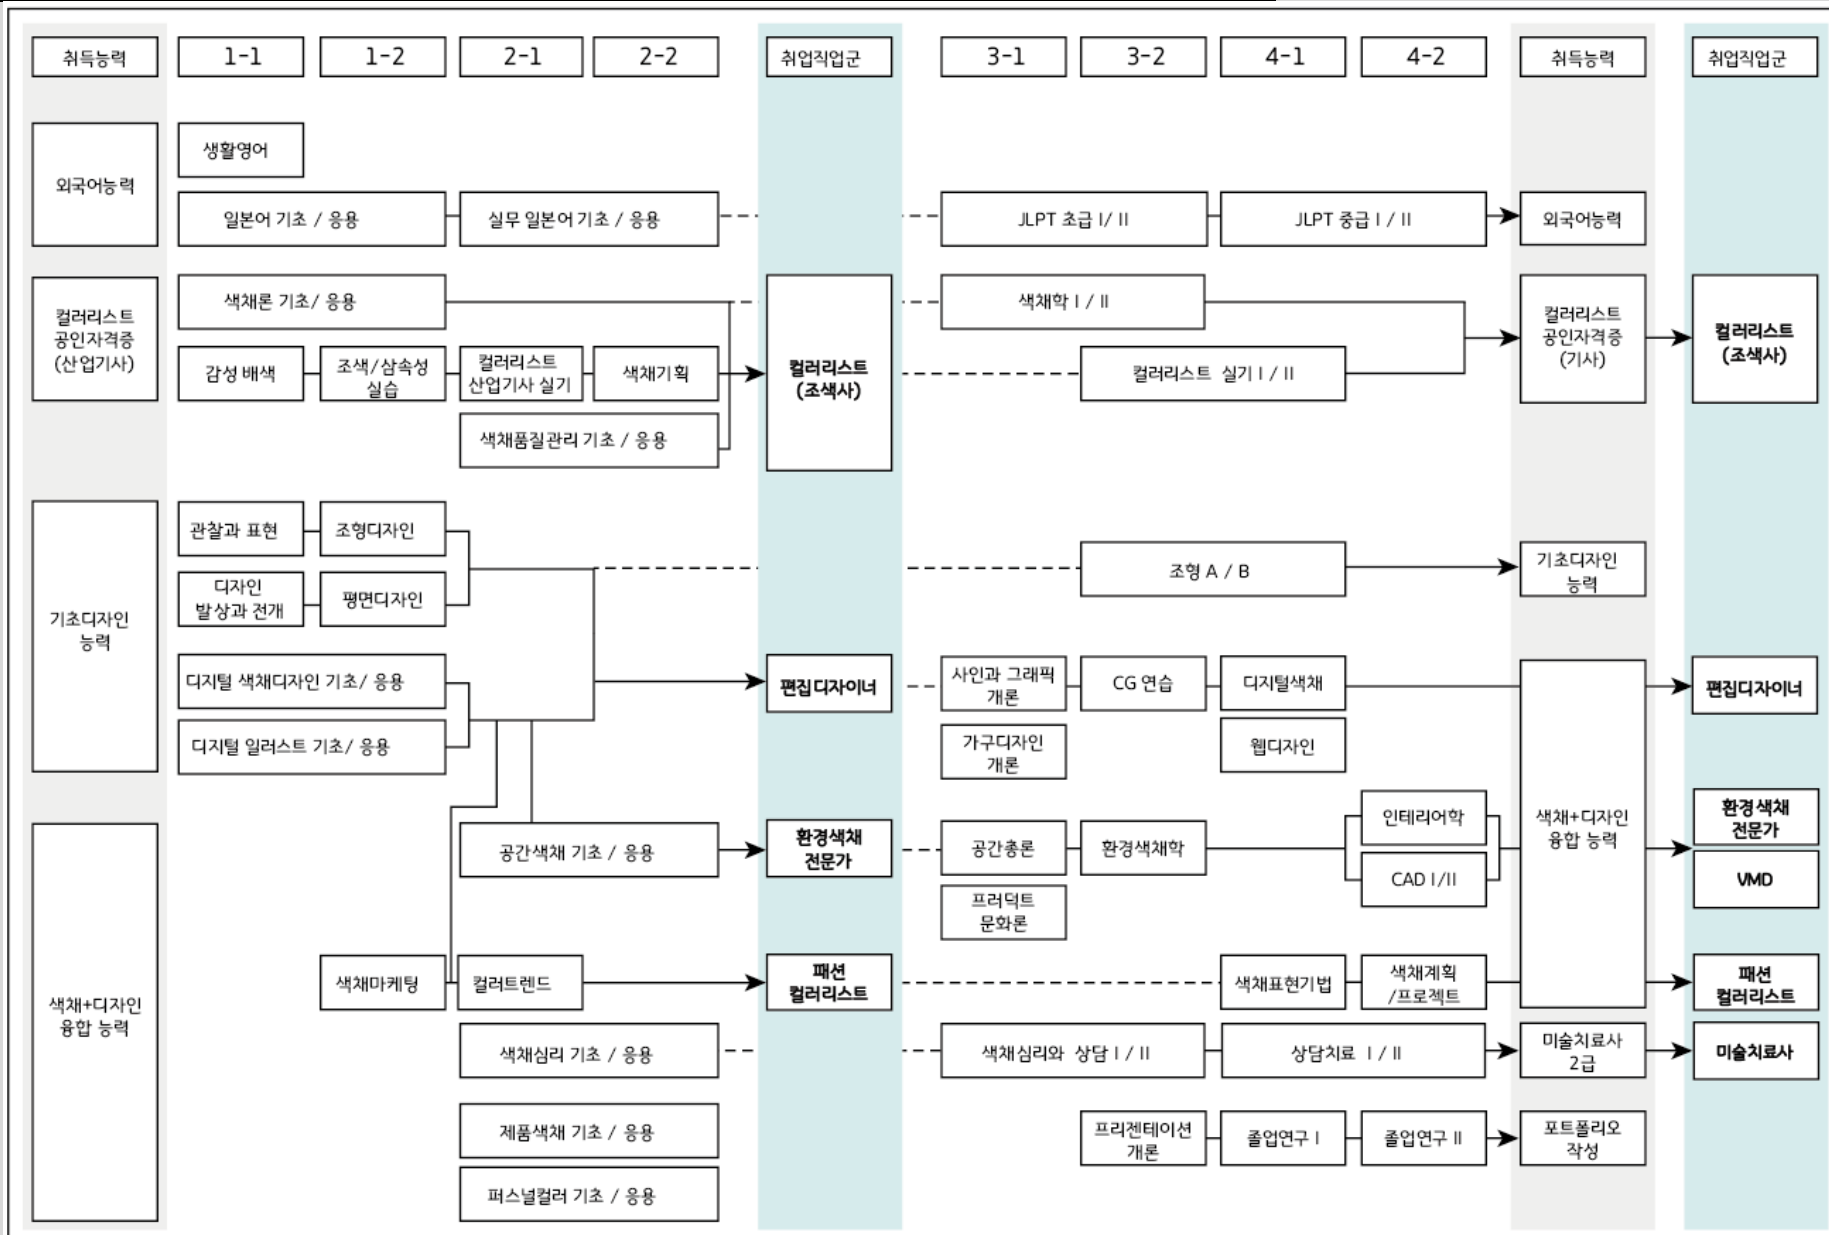 취득능력
1-1
1-2
2-1
2-2
취업직업군
3-1
3-2
4-1
4-2
취득능력
취업직업군
외국어능력
생활영어
일본어 기초 / 응용
실무 일본어 기초 / 응용
JLPT 초급 I/ II
JLPT 중급 I / II
외국어능력
컬러리스트
공인자격증
(산업기사)
색채론 기초/ 응용
감성 배색
조색/삼속성
실습
컬러리스트
산업기사 실기
색채기획
색채품질관리 기초 / 응용
컬러리스트
(조색사)
색채학 I / II
컬러리스트 실기 I / II
컬러리스트
공인자격증
(기사)
컬러리스트
(조색사)
기초디자인
능력
관찰과 표현
조형디자인
디자인
발상과 전개
평면디자인
조형 A / B
기초디자인
능력
디지털 색채디자인 기초/ 응용
디지털 일러스트 기초/ 응용
편집디자이너
사인과 그래픽
개론
CG 연습
디지털색채
가구디자인
개론
웹디자인
색채+디자인
융합 능력
편집디자이너
색채+디자인
융합 능력
공간색채 기초 / 응용
환경색채
전문가
공간총론
환경색채학
인테리어학
CAD I/II
프러덕트
문화론
환경색채
전문가
VMD
색채마케팅
컬러트렌드
패션
컬러리스트
색채표현기법
색채계획
/프로젝트
패션
컬러리스트
색채심리 기초 / 응용
색채심리와 상담 I / II
상담치료 I / II
미술치료사
2급
미술치료사
제품색채 기초 / 응용
프리젠테이션
개론
졸업연구 I
졸업연구 II
포트폴리오
작성
퍼스널컬러 기초 / 응용